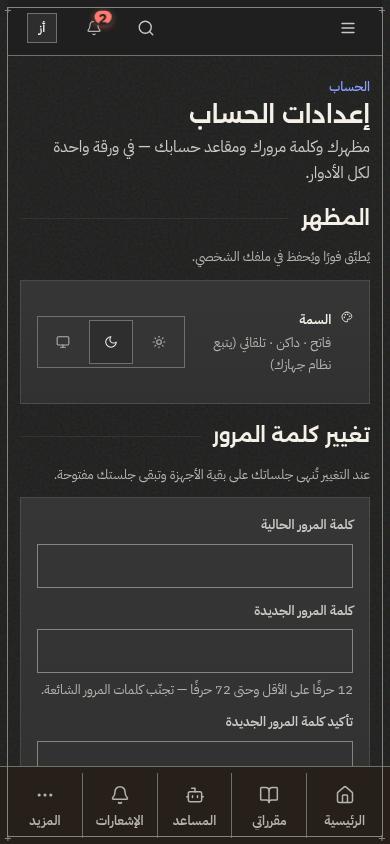 2
أز
الحساب
إعدادات الحساب
مظهرك وكلمة مرورك ومقاعد حسابك — في ورقة واحدة
لكل الأدوار.
المظهر
يُطبَّق فورًا ويُحفظ في ملفك الشخصي.
السمة
فاتح · داكن · تلقائي (يتبع
نظام جهازك)
تغيير كلمة المرور
عند التغيير تُنهى جلساتك على بقية الأجهزة وتبقى جلستك مفتوحة.
كلمة المرور الحالية
كلمة المرور الجديدة
12 حرفًا على الأقل وحتى 72 حرفًا — تجنّب كلمات المرور الشائعة.
تأكيد كلمة المرور الجديدة
الرئيسية
مقرراتي
المساعد
الإشعارات
المزيد